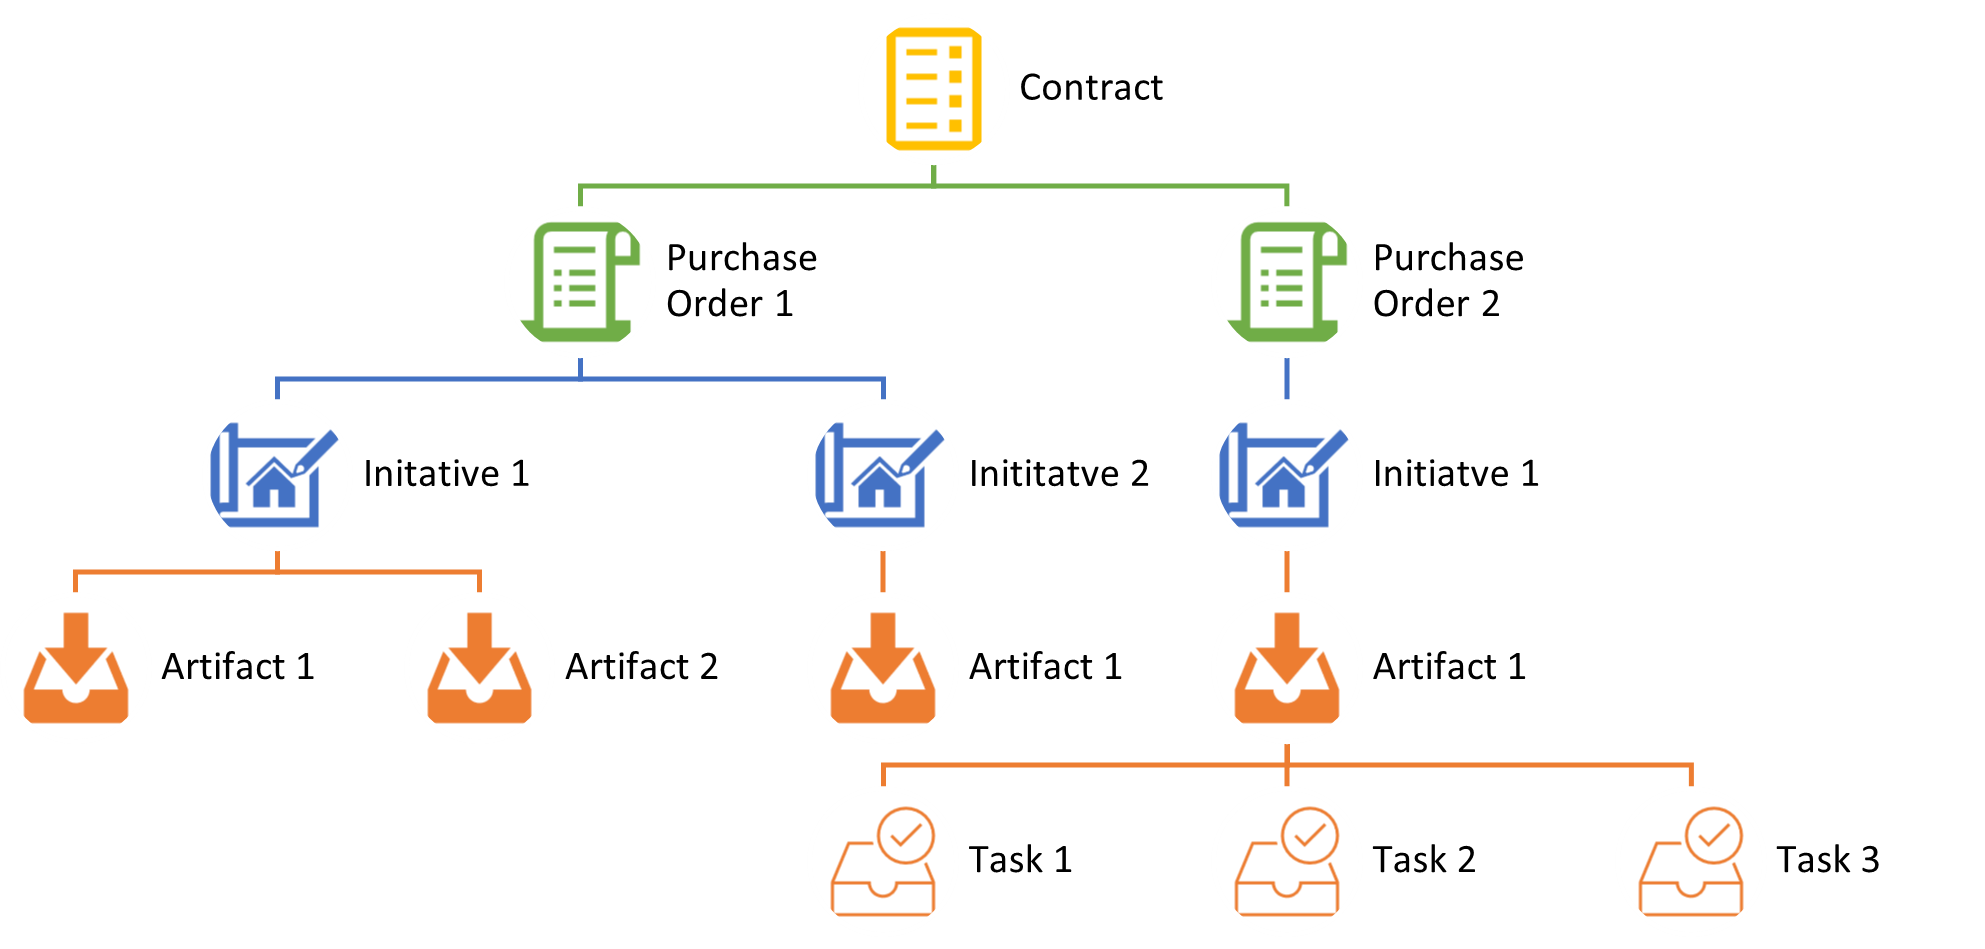 Contract
Purchase
Order 1
Purchase
Order 2
Initative 1
Inititatve 2
Initiatve 1
Artifact 1
Artifact 2
Artifact 1
Artifact 1
Task 1
Task 2
Task 3